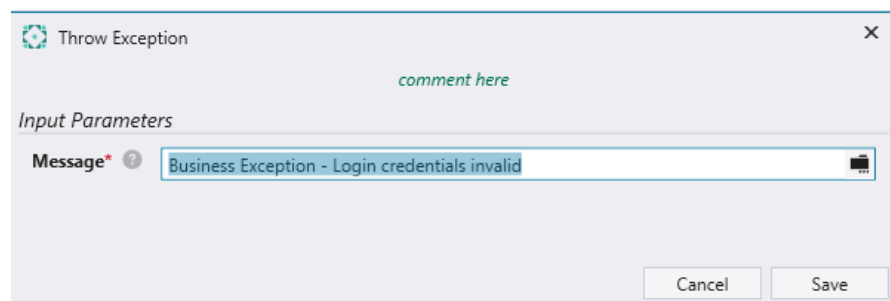 Throw Exception
comment here
Input Parameters
Message* ?
Business Exception - Login credentials invalid
Cancel Save